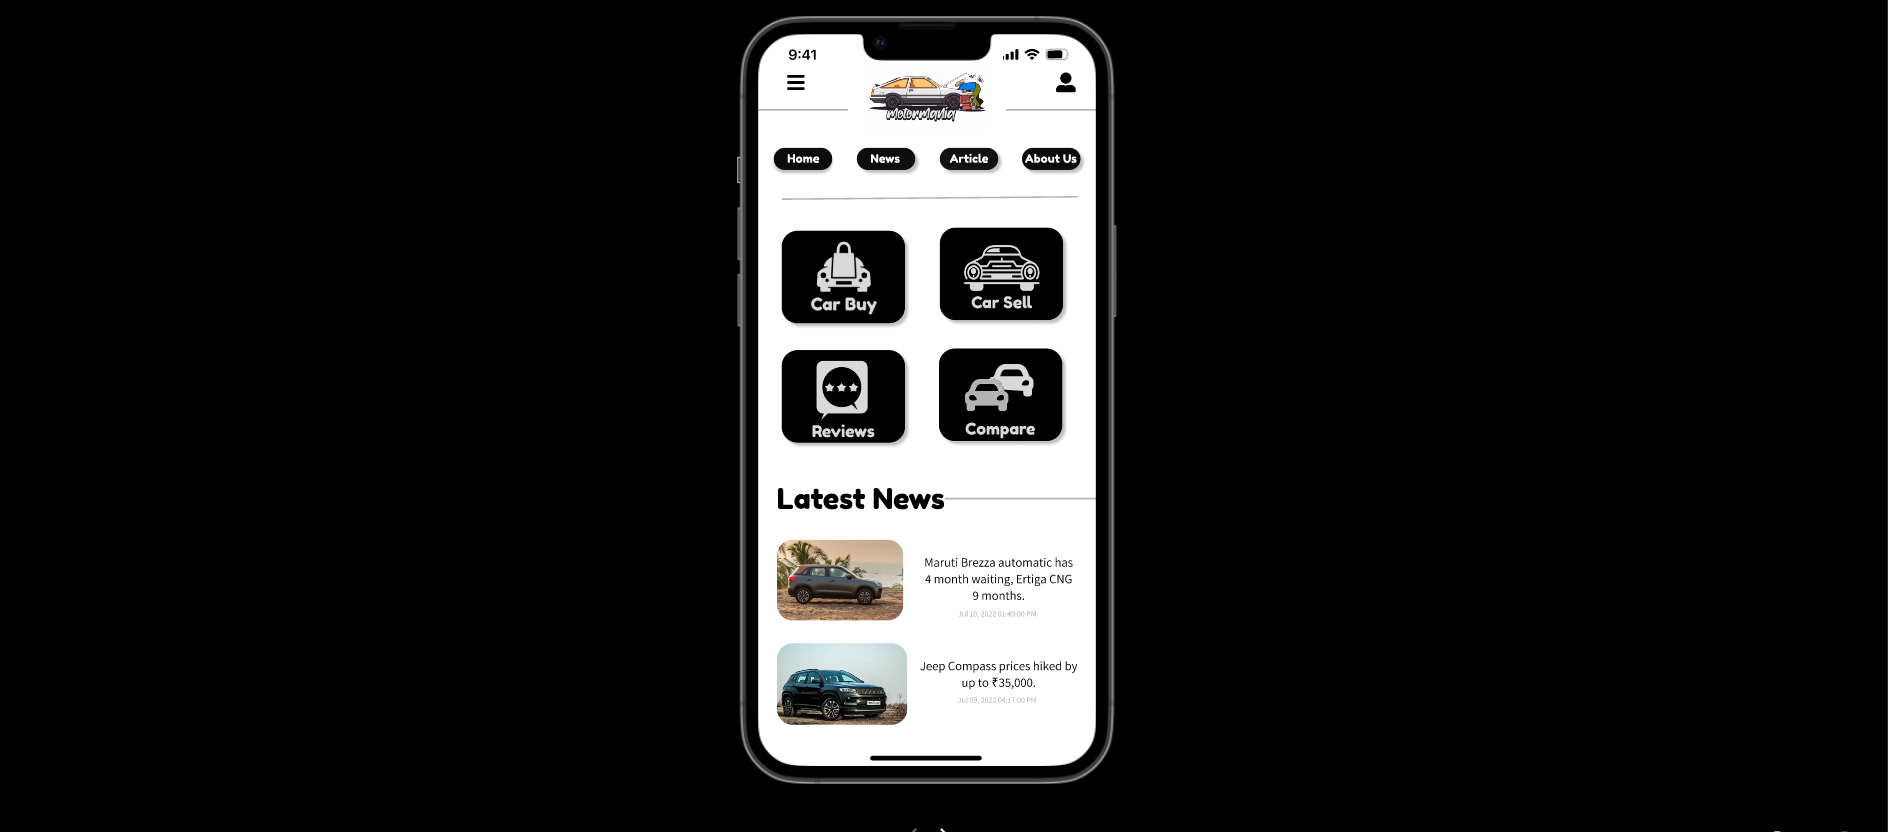 9:41
MotorMania
Home
News
Article
About Us
Car Buy
Car Sell
Reviews
Compare
Latest News
Maruti Brezza automatic has
4 month waiting, Ertiga CNG
9 months.
Jul 10, 2022 01:49:00 PM
Jeep Compass prices hiked by
up to ₹35,000.
Jul 09, 2022 04:17:00 PM